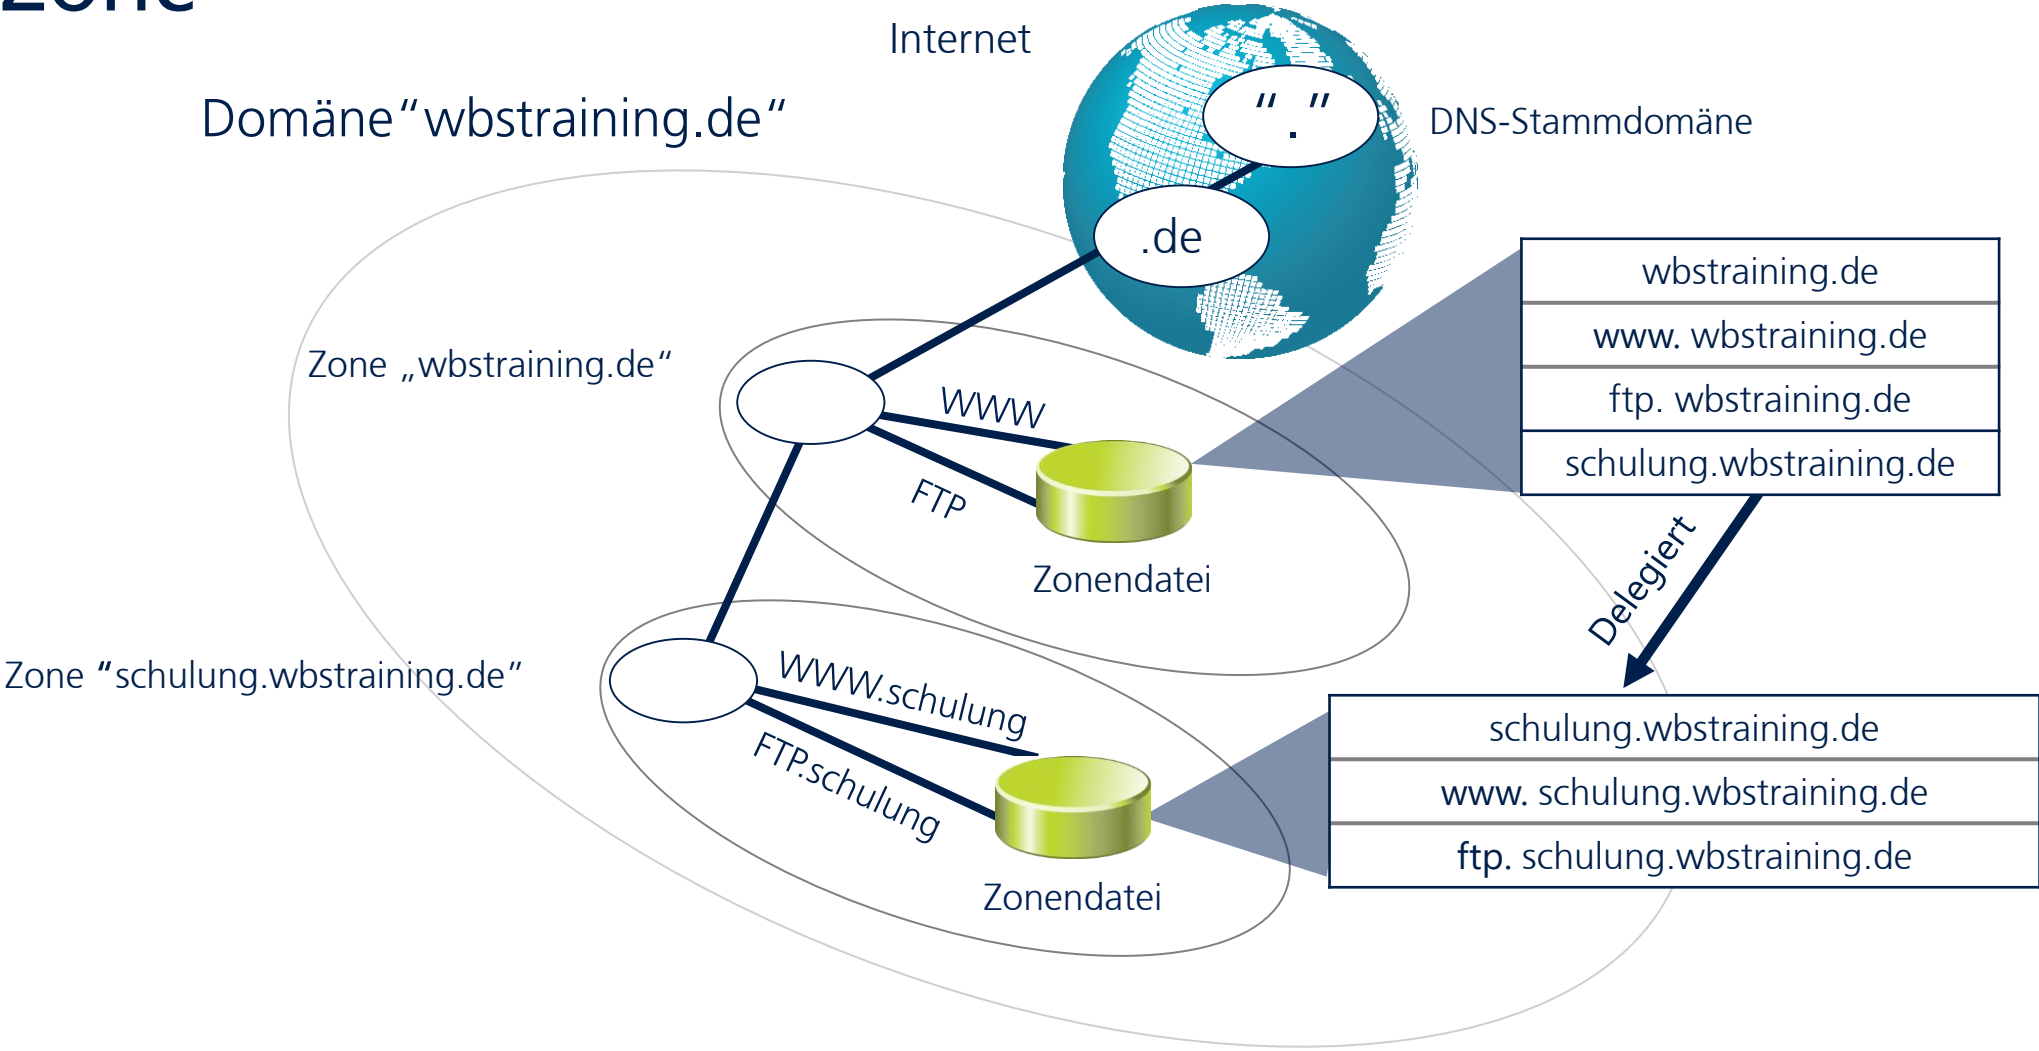 Zone
Internet
Domäne“wbstraining.de“
“.”
DNS-Stammdomäne
.de
wbstraining.de
www. wbstraining.de
ftp. wbstraining.de
schulung.wbstraining.de
Zone „wbstraining.de“
WWW
FTP
Zonendatei
Delegiert
Zone “schulung.wbstraining.de”
WWW.schulung
FTP.schulung
Zonendatei
schulung.wbstraining.de
www. schulung.wbstraining.de
ftp. schulung.wbstraining.de